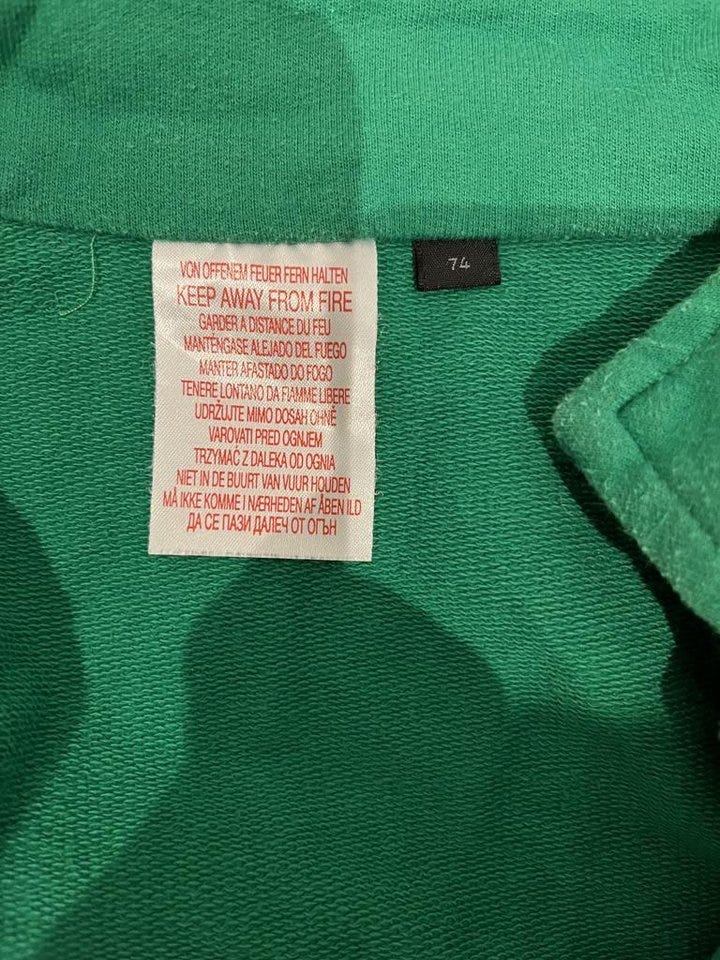 VON OFFENEM FEUER FERN HALTEN
KEEP AWAY FROM FIRE
GARDER A DISTANCE DU FEU
MANTENGASE ALEJADO DEL FUEGO
MANTER AFASTADO DO FOGO
TENERE LONTANO DA FIAMME LIBERE
UDRŽUJTE MIMO DOSAH OHNĚ
VAROVATI PRED OGNJEM
TRZYMAĆ Z DALEKA OD OGNIA
NIET IN DE BUURT VAN VUUR HOUDEN
MÅ IKKE KOMME I NÆRHEDEN AF ÅBEN ILD
ДА СЕ ПАЗИ ДАЛЕЧ ОТ ОГЪН
74